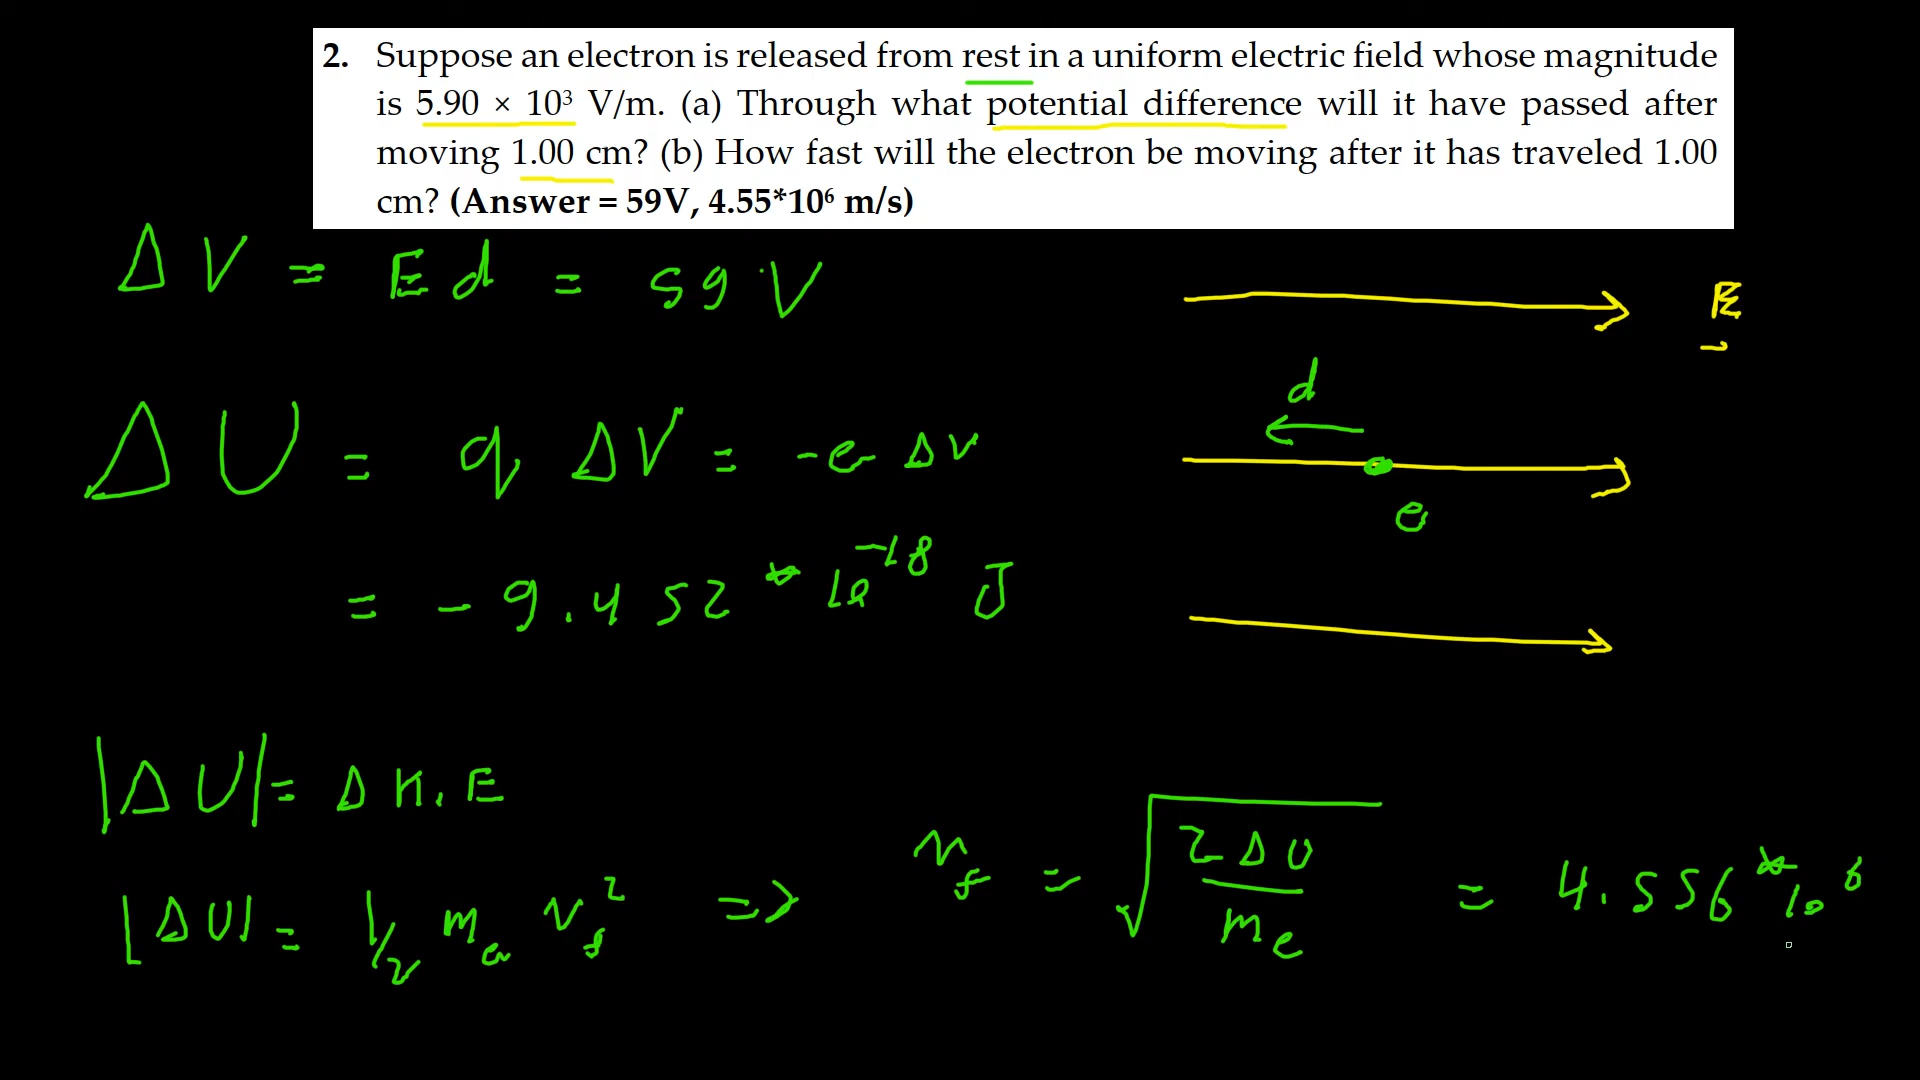 2. Suppose an electron is released from rest in a uniform electric field whose magnitude
is 5.90 × 10³ V/m. (a) Through what potential difference will it have passed after
moving 1.00 cm? (b) How fast will the electron be moving after it has traveled 1.00
cm? (Answer = 59V, 4.55*10⁶ m/s)
ΔV = Ed = 59 V
E
d
ΔU = q ΔV = -e ΔV
e
= -9.452 * 10⁻¹⁸ J
|ΔU| = Δ K.E
|ΔU| = 1/2 mₑ v_f² => v_f = √(2ΔU/mₑ) = 4.556 * 10⁶